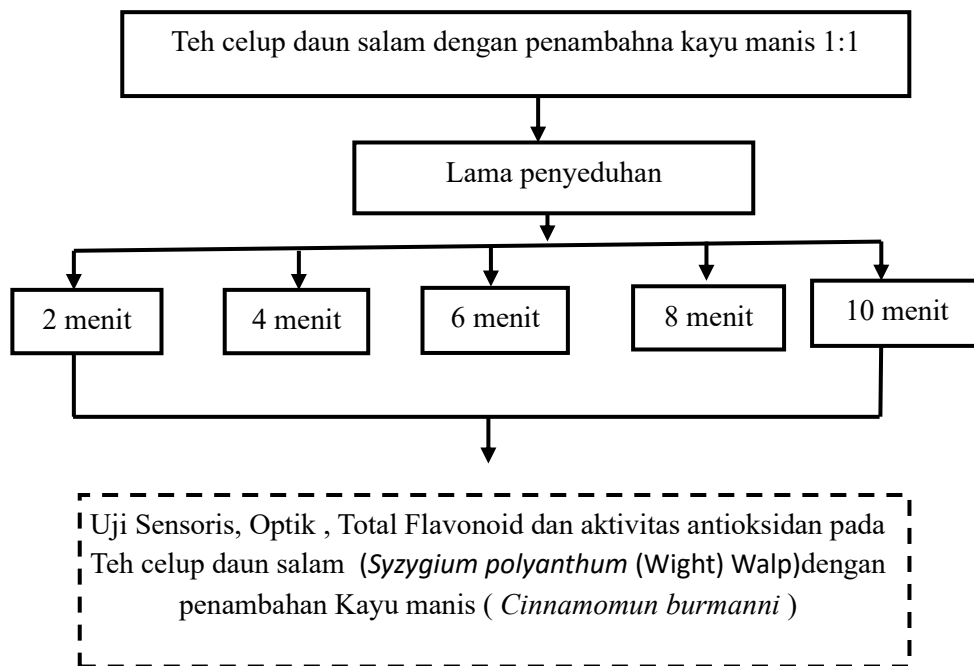 Teh celup daun salam dengan penambahna kayu manis 1:1
Lama penyeduhan
2 menit
4 menit
6 menit
8 menit
10 menit
Uji Sensoris, Optik , Total Flavonoid dan aktivitas antioksidan pada
Teh celup daun salam (Syzygium polyanthum (Wight) Walp)dengan
penambahan Kayu manis ( Cinnamomun burmanni )